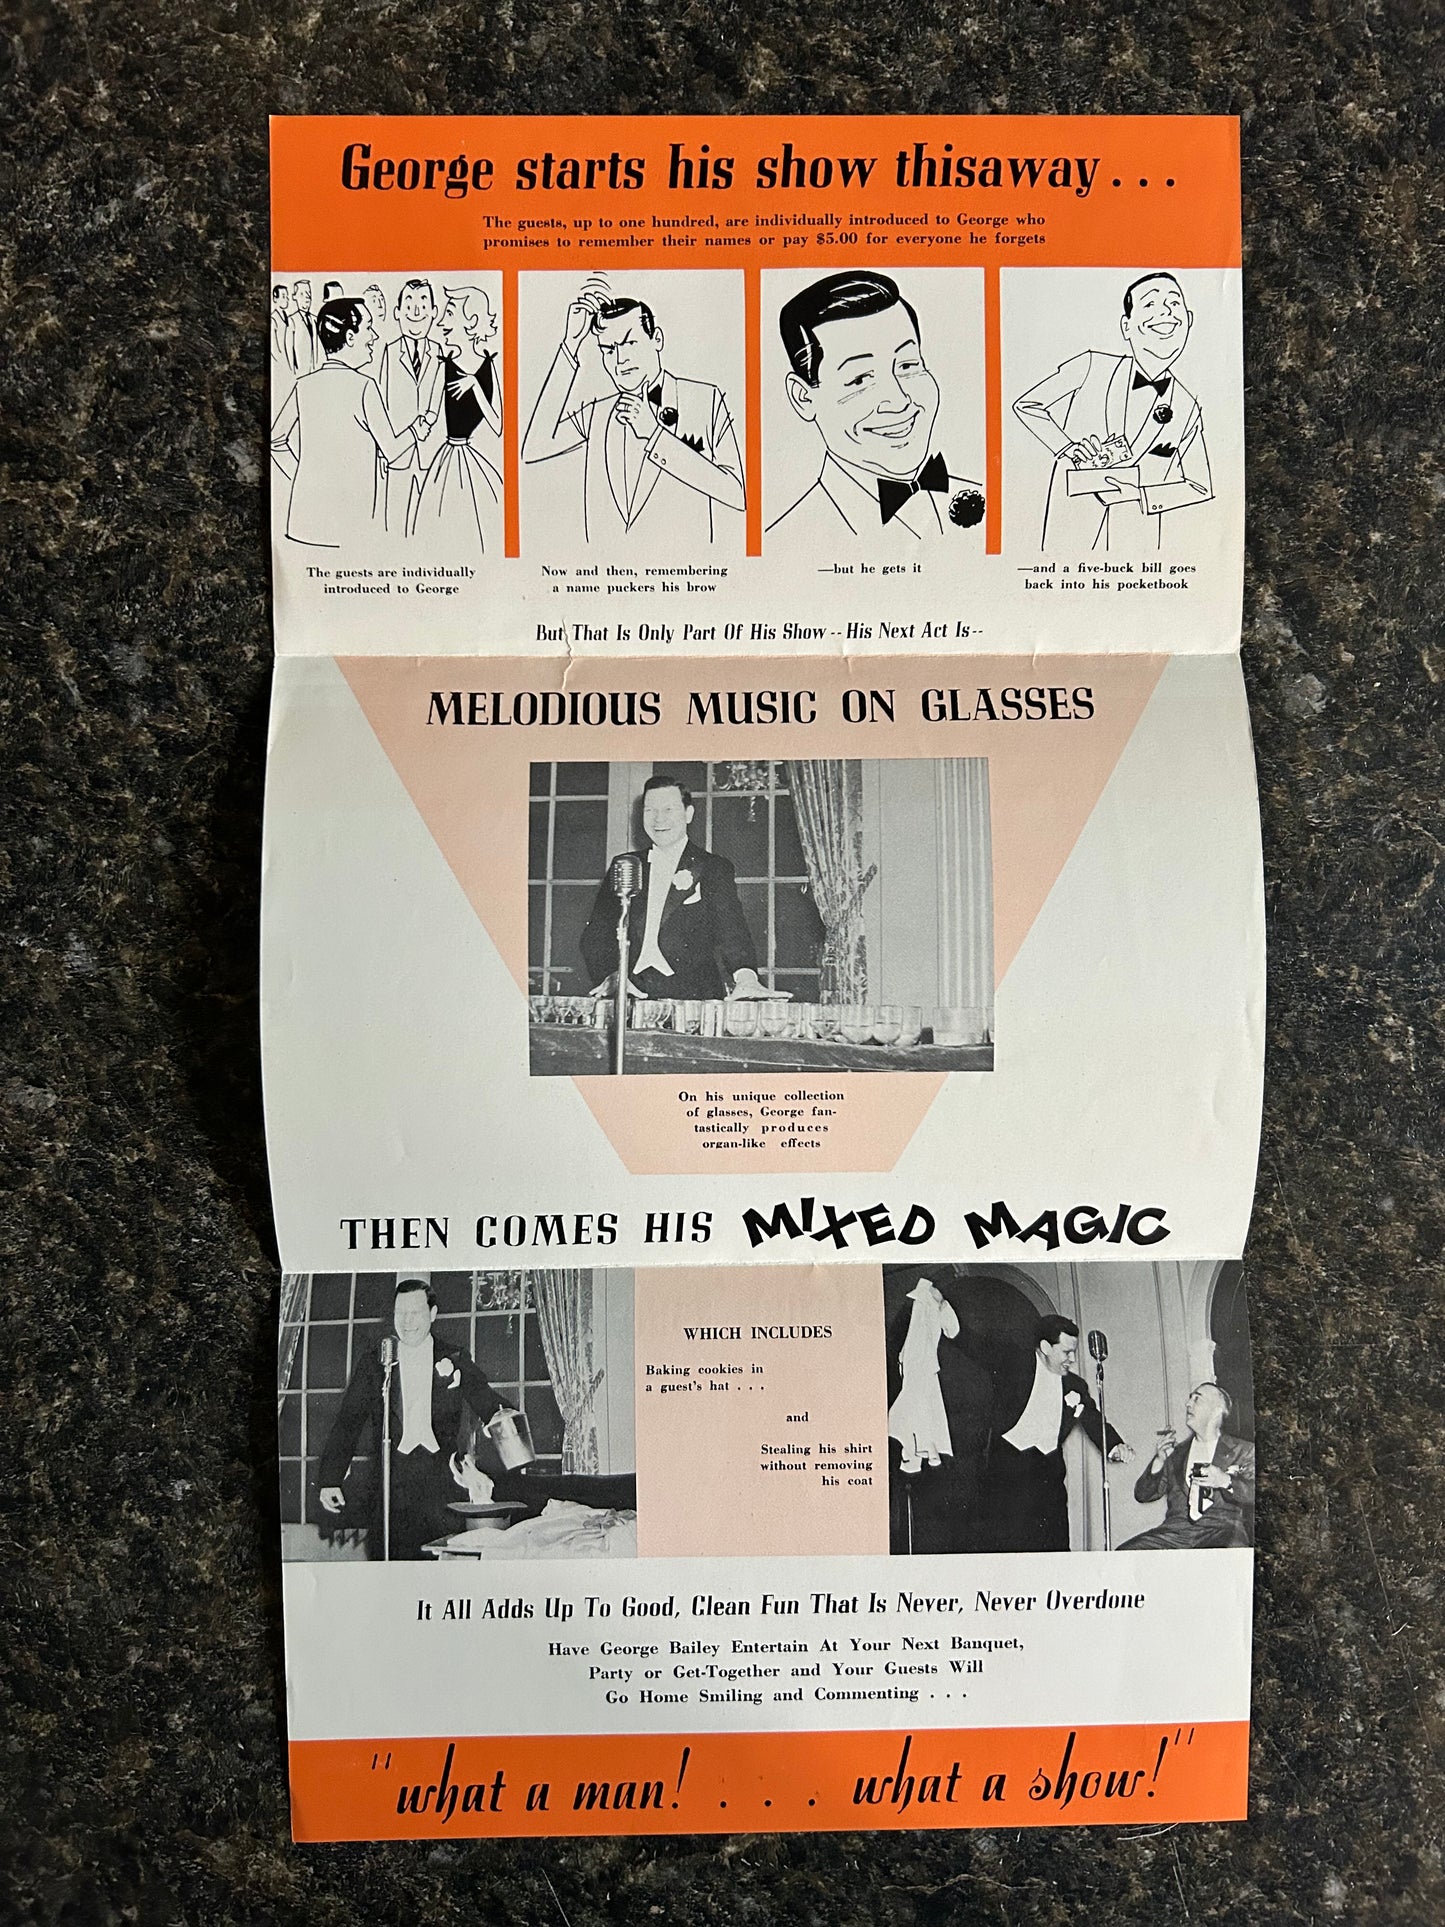 George starts his show thisaway . . .
The guests, up to one hundred, are individually introduced to George who
promises to remember their names or pay $5.00 for everyone he forgets
The guests are individually
introduced to George
Now and then, remembering
a name puckers his brow
—but he gets it
—and a five-buck bill goes
back into his pocketbook
But That Is Only Part Of His Show -- His Next Act Is --
MELODIOUS MUSIC ON GLASSES
On his unique collection
of glasses, George fan-
tastically produces
organ-like effects
THEN COMES HIS MIXED MAGIC
WHICH INCLUDES
Baking cookies in
a guest's hat . . .
and
Stealing his shirt
without removing
his coat
It All Adds Up To Good, Clean Fun That Is Never, Never Overdone
Have George Bailey Entertain At Your Next Banquet,
Party or Get-Together and Your Guests Will
Go Home Smiling and Commenting . . .
"what a man! . . . what a show!"